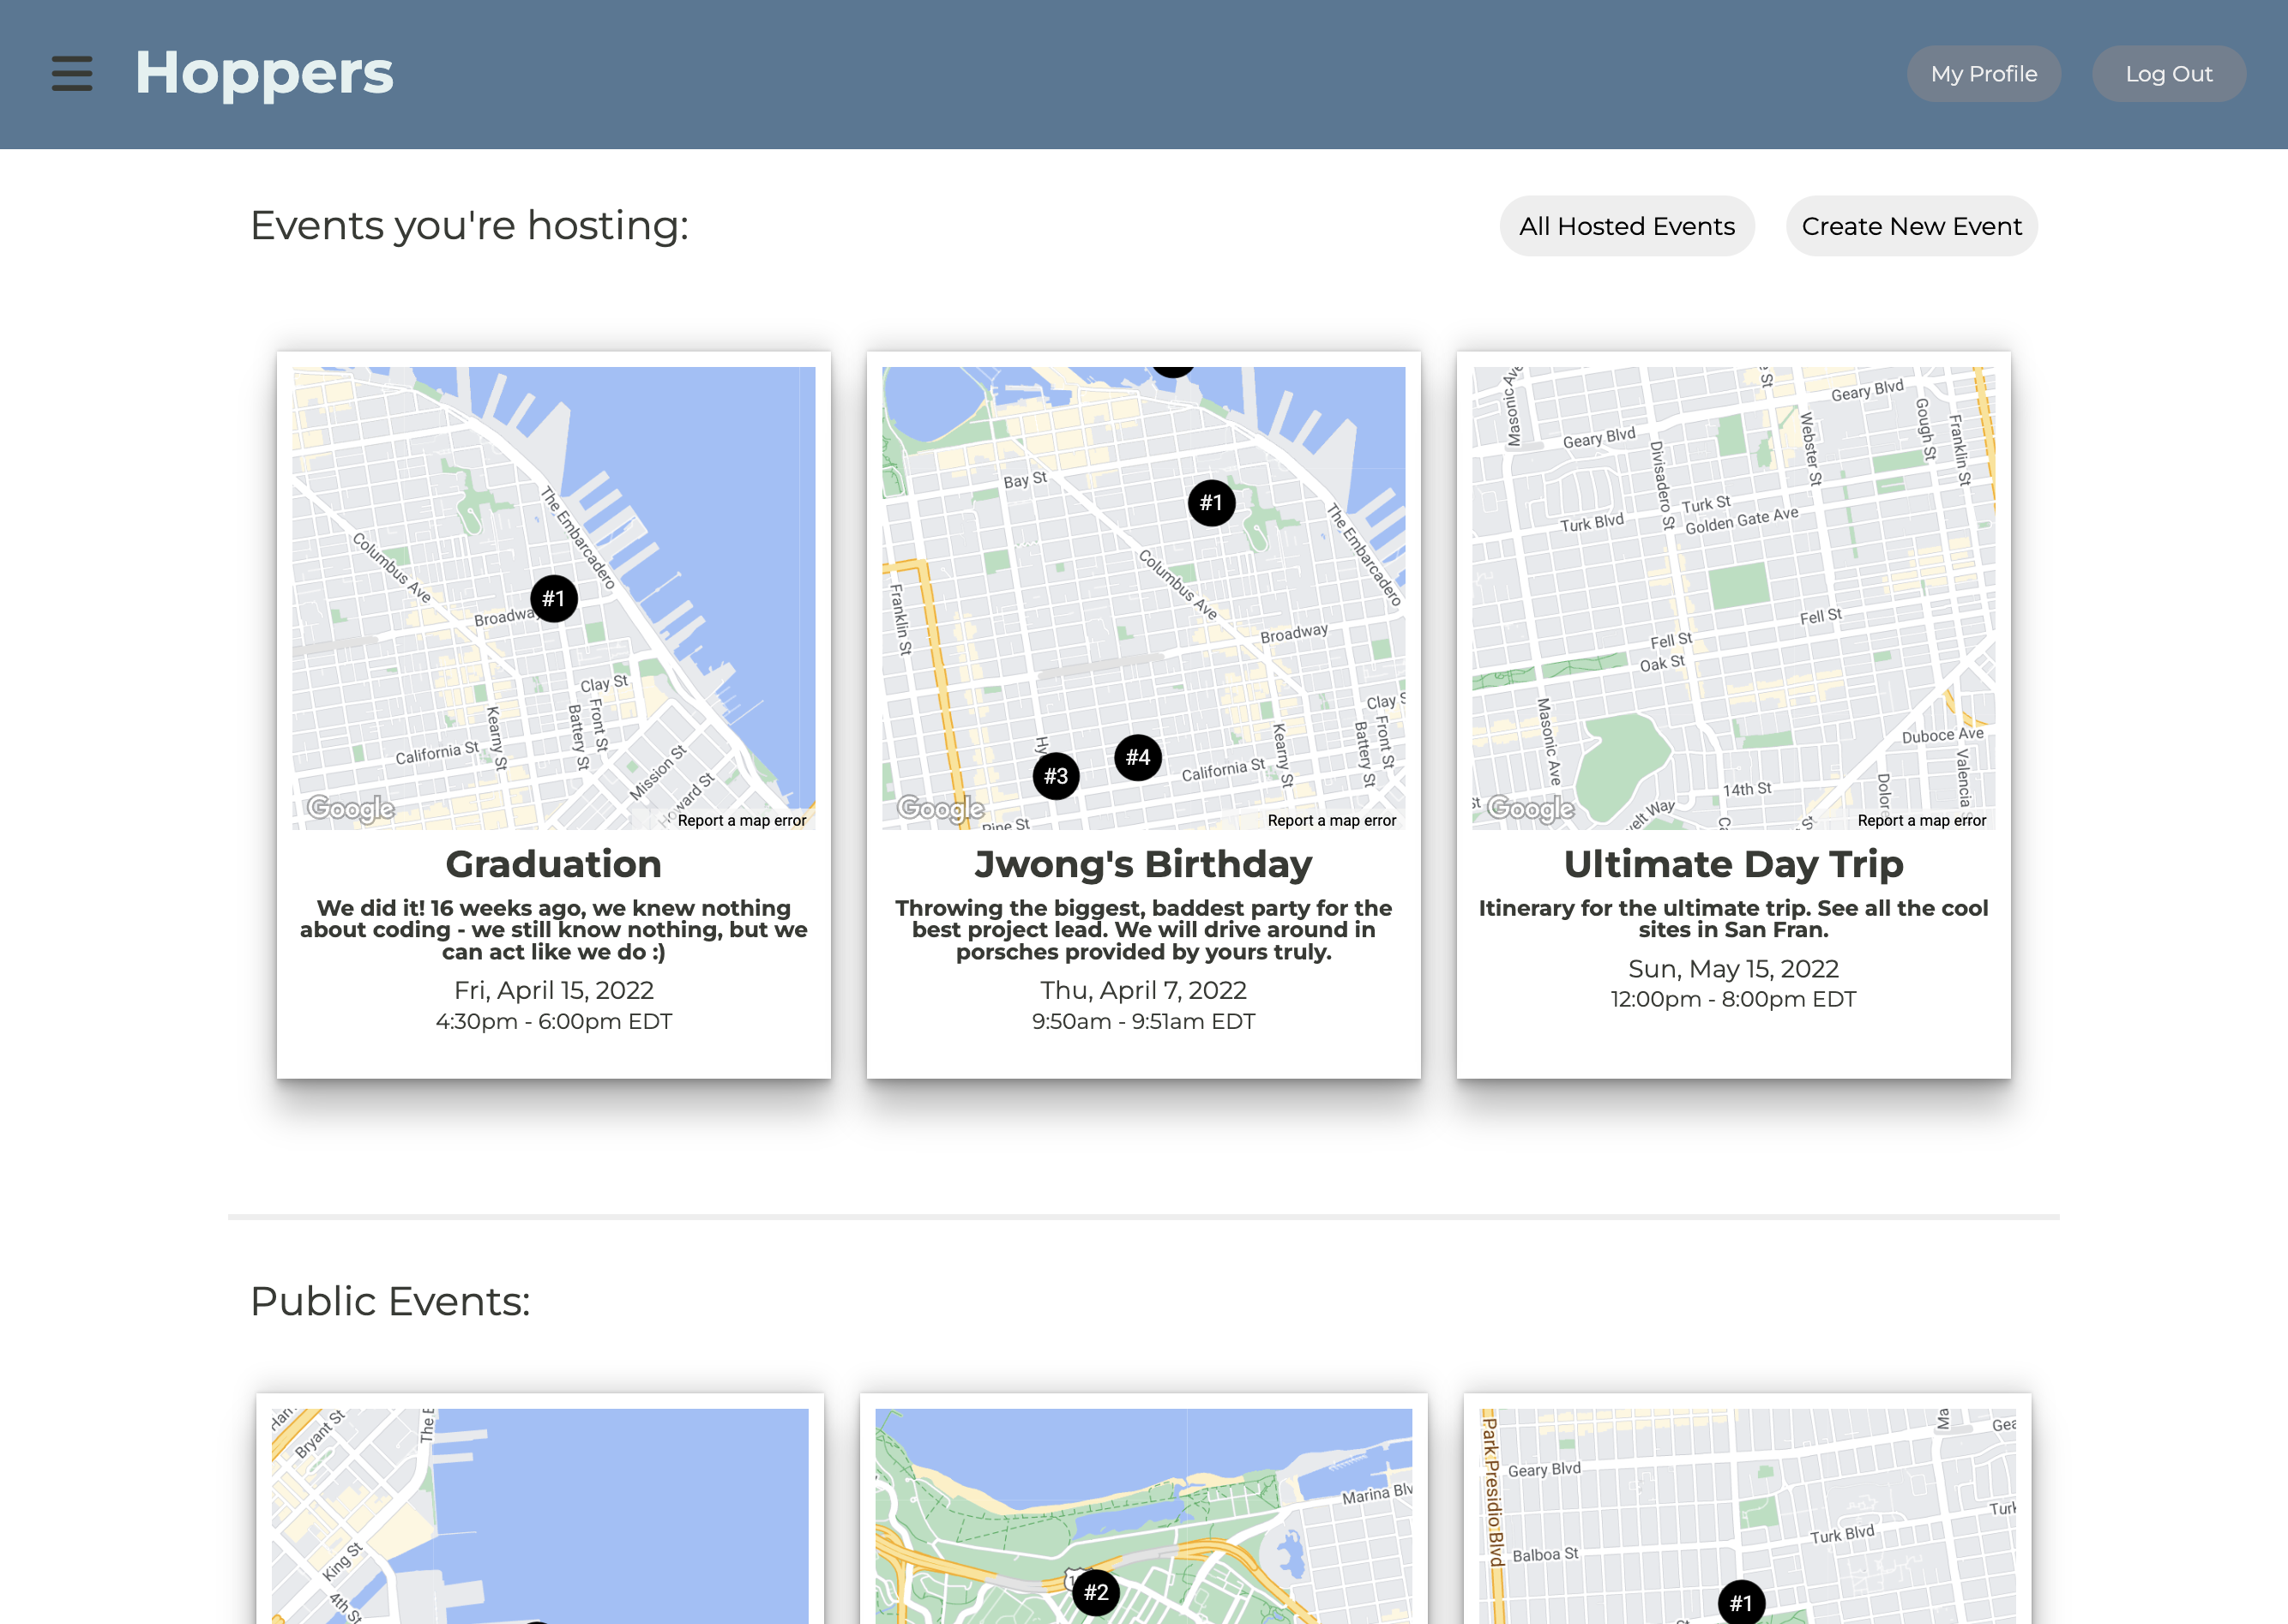 Hoppers
My Profile
Log Out
Events you're hosting:
All Hosted Events
Create New Event
Columbus Ave
The Embarcadero
#1
Clay St
Kearny St
Battery St
Front St
California St
Mission St
Google
Report a map error
Graduation
We did it! 16 weeks ago, we knew nothing
about coding - we still know nothing, but we
can act like we do :)
Fri, April 15, 2022
4:30pm - 6:00pm EDT
Bay St
#1
The Embarcadero
Columbus Ave
Franklin St
Broadway
Kearny St
Battery St
Front St
#3
#4
California St
Pine St
Google
Report a map error
Jwong's Birthday
Throwing the biggest, baddest party for the
best project lead. We will drive around in
porsches provided by yours truly.
Thu, April 7, 2022
9:50am - 9:51am EDT
Masonic Ave
Geary Blvd
Geary Blvd
Divisadero St
Webster St
Gough St
Franklin St
Turk St
Turk Blvd
Golden Gate Ave
Fell St
Fell St
Oak St
Masonic Ave
Duboce Ave
Valencia
14th St
Google
Report a map error
Ultimate Day Trip
Itinerary for the ultimate trip. See all the cool
sites in San Fran.
Sun, May 15, 2022
12:00pm - 8:00pm EDT
Public Events:
Bryant St
King St
4th St
Marina Blv
#2
Park Presidio Blvd
Geary Blvd
Turk Blvd
Balboa St
#1